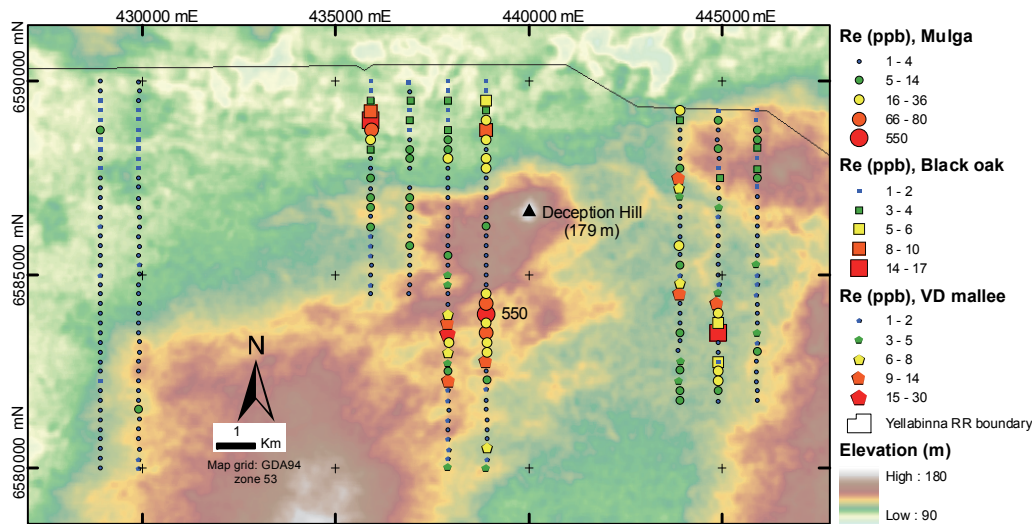 430000 mE
435000 mE
440000 mE
445000 mE
6590000 mN
6585000 mN
6580000 mN
Deception Hill
(179 m)
550
N
1
Km
Map grid: GDA94
zone 53
Re (ppb), Mulga
1 - 4
5 - 14
16 - 36
66 - 80
550
Re (ppb), Black oak
1 - 2
3 - 4
5 - 6
8 - 10
14 - 17
Re (ppb), VD mallee
1 - 2
3 - 5
6 - 8
9 - 14
15 - 30
Yellabinna RR boundary
Elevation (m)
High : 180
Low : 90